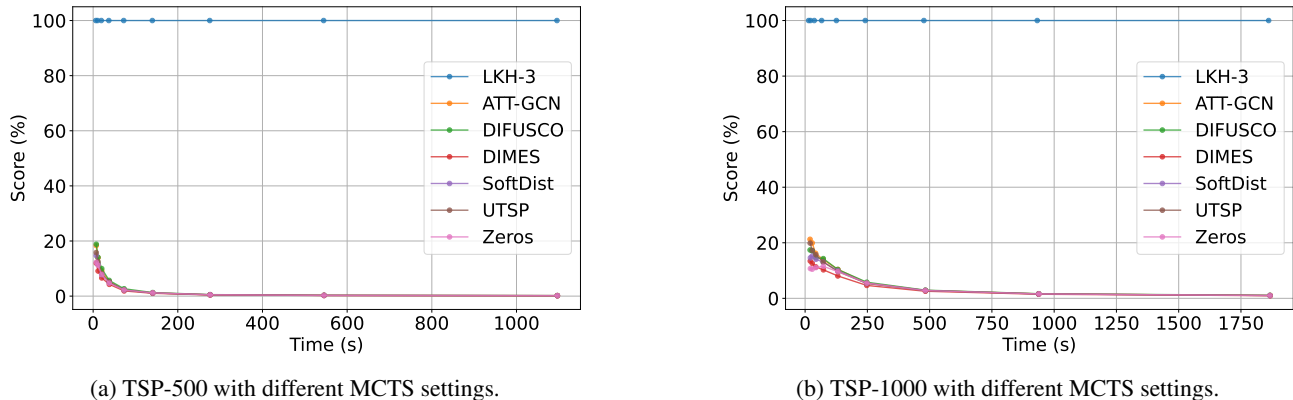 100
80
60
40
20
0
Score (%)
LKH-3
ATT-GCN
DIFUSCO
DIMES
SoftDist
UTSP
Zeros
0 200 400 600 800 1000
Time (s)
(a) TSP-500 with different MCTS settings.
100
80
60
40
20
0
Score (%)
LKH-3
ATT-GCN
DIFUSCO
DIMES
SoftDist
UTSP
Zeros
0 250 500 750 1000 1250 1500 1750
Time (s)
(b) TSP-1000 with different MCTS settings.